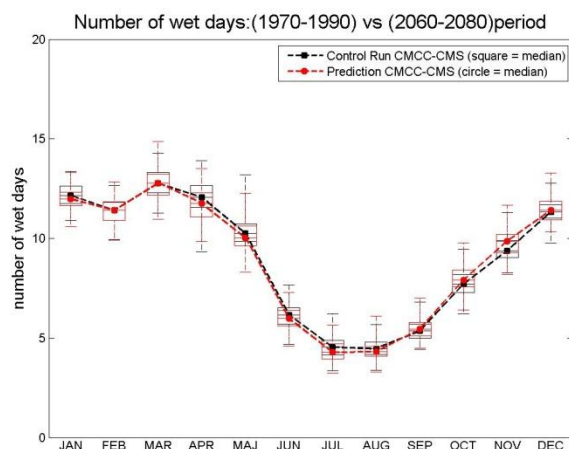 Number of wet days:(1970-1990) vs (2060-2080)period
20
Control Run CMCC-CMS (square = median)
Prediction CMCC-CMS (circle = median)
15
10
5
0
number of wet days
JAN FEB MAR APR MAJ JUN JUL AUG SEP OCT NOV DEC